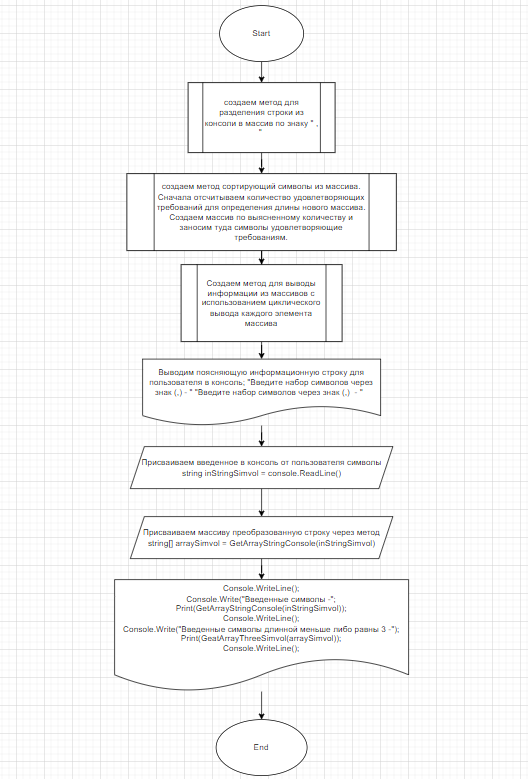 Start
создаем метод для
разделения строки из
консоли в массив по знаку " ,
"
создаем метод сортирующий символы из массива.
Сначала отсчитываем количество удовлетворяющих
требований для определения длины нового массива.
Создаем массив по выясненному количеству и
заносим туда символы удовлетворяющие
требованиям.
Создаем метод для выводы
информации из массивов с
использованием циклического
вывода каждого элемента
массива
Выводим поясняющую информационную строку для
пользователя в консоль; "Введите набор символов через
знак (,) - " "Введите набор символов через знак (,)  - "
Присваиваем введенное в консоль от пользователя символы
string inStringSimvol = console.ReadLine()
Присваиваем массиву преобразованную строку через метод
string[] arraySimvol = GetArrayStringConsole(inStringSimvol)
Console.WriteLine();
Console.Write("Введенные символы -";
Print(GetArrayStringConsole(inStringSimvol));
Console.WriteLine();
Console.Write("Введенные символы длинной меньше либо равны 3 -");
Print(GeatArrayThreeSimvol(arraySimvol));
Console.WriteLine();
End